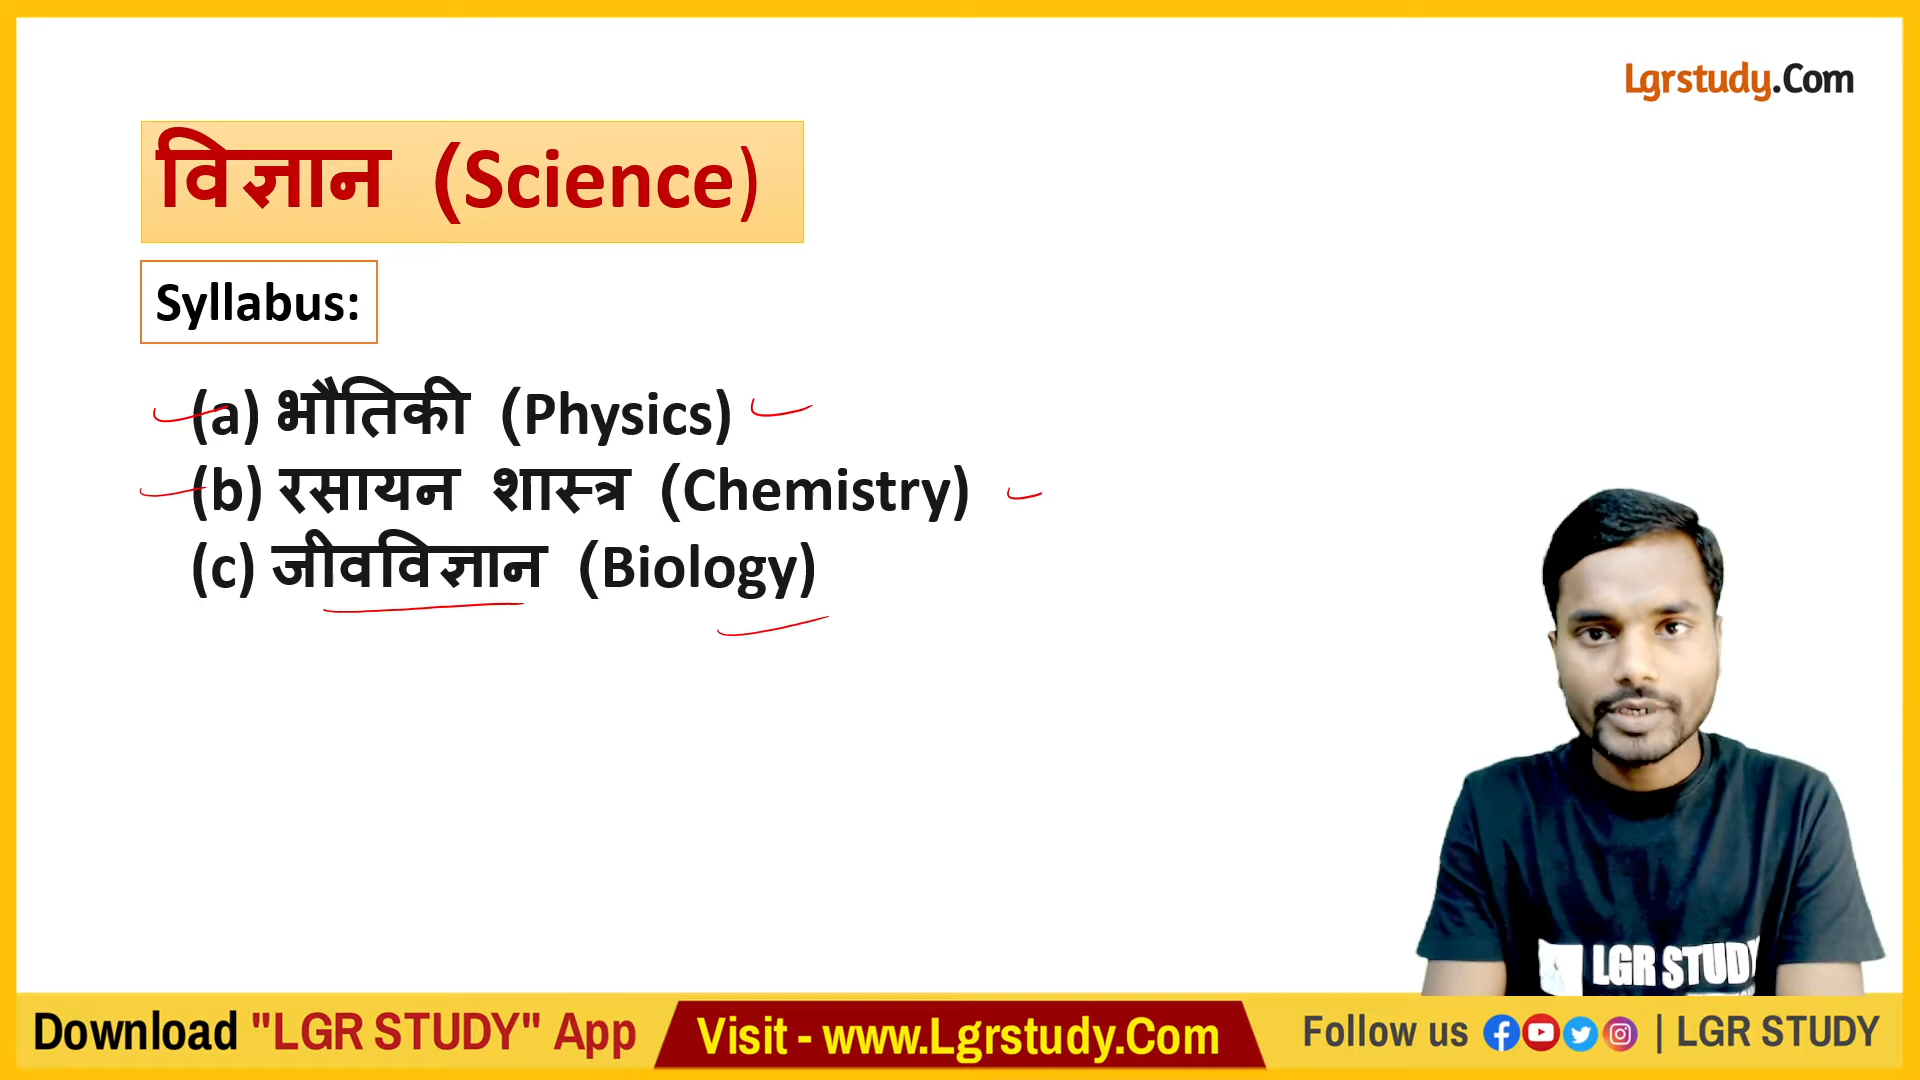 Lgrstudy.Com
विज्ञान (Science)
Syllabus:
(a) भौतिकी (Physics)
(b) रसायन शास्त्र (Chemistry)
(c) जीवविज्ञान (Biology)
LGR STUDY
Download "LGR STUDY" App
Visit - www.Lgrstudy.Com
Follow us | LGR STUDY